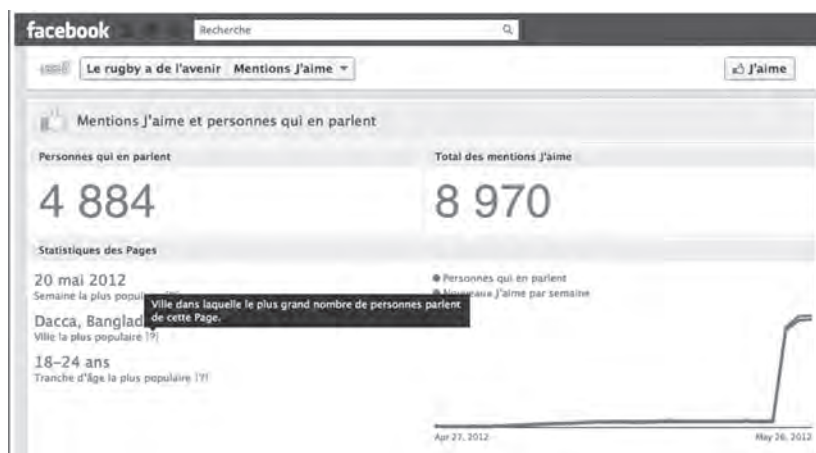 facebook
Recherche
Le rugby a de l'avenir Mentions J'aime
J'aime
Mentions J'aime et personnes qui en parlent
Personnes qui en parlent
4 884
Total des mentions J'aime
8 970
Statistiques des Pages
20 mai 2012
Semaine la plus
Ville dans laquelle le plus grand nombre de personnes parlent
de cette Page.
Dacca,
Ville la plus populaire [?]
18-24 ans
Tranche d'âge la plus populaire [?]
Personnes qui en parlent
Nouveaux J'aime par semaine
Apr 27, 2012
May 26, 2012